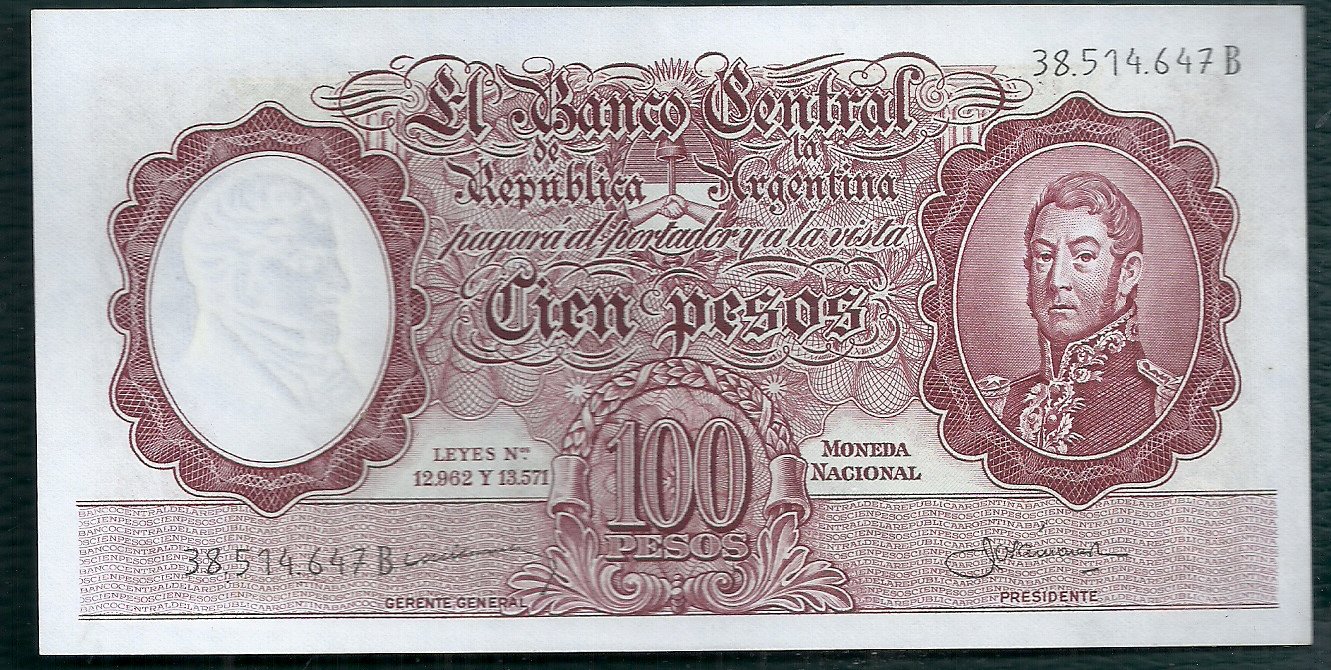 38.514.647 B
El Banco Central
de la
República Argentina
pagará al portador y a la vista
Cien pesos
LEYES Nos.
12.962 Y 13.571
100
PESOS
MONEDA
NACIONAL
38.514.647 B
GERENTE GENERAL
PRESIDENTE